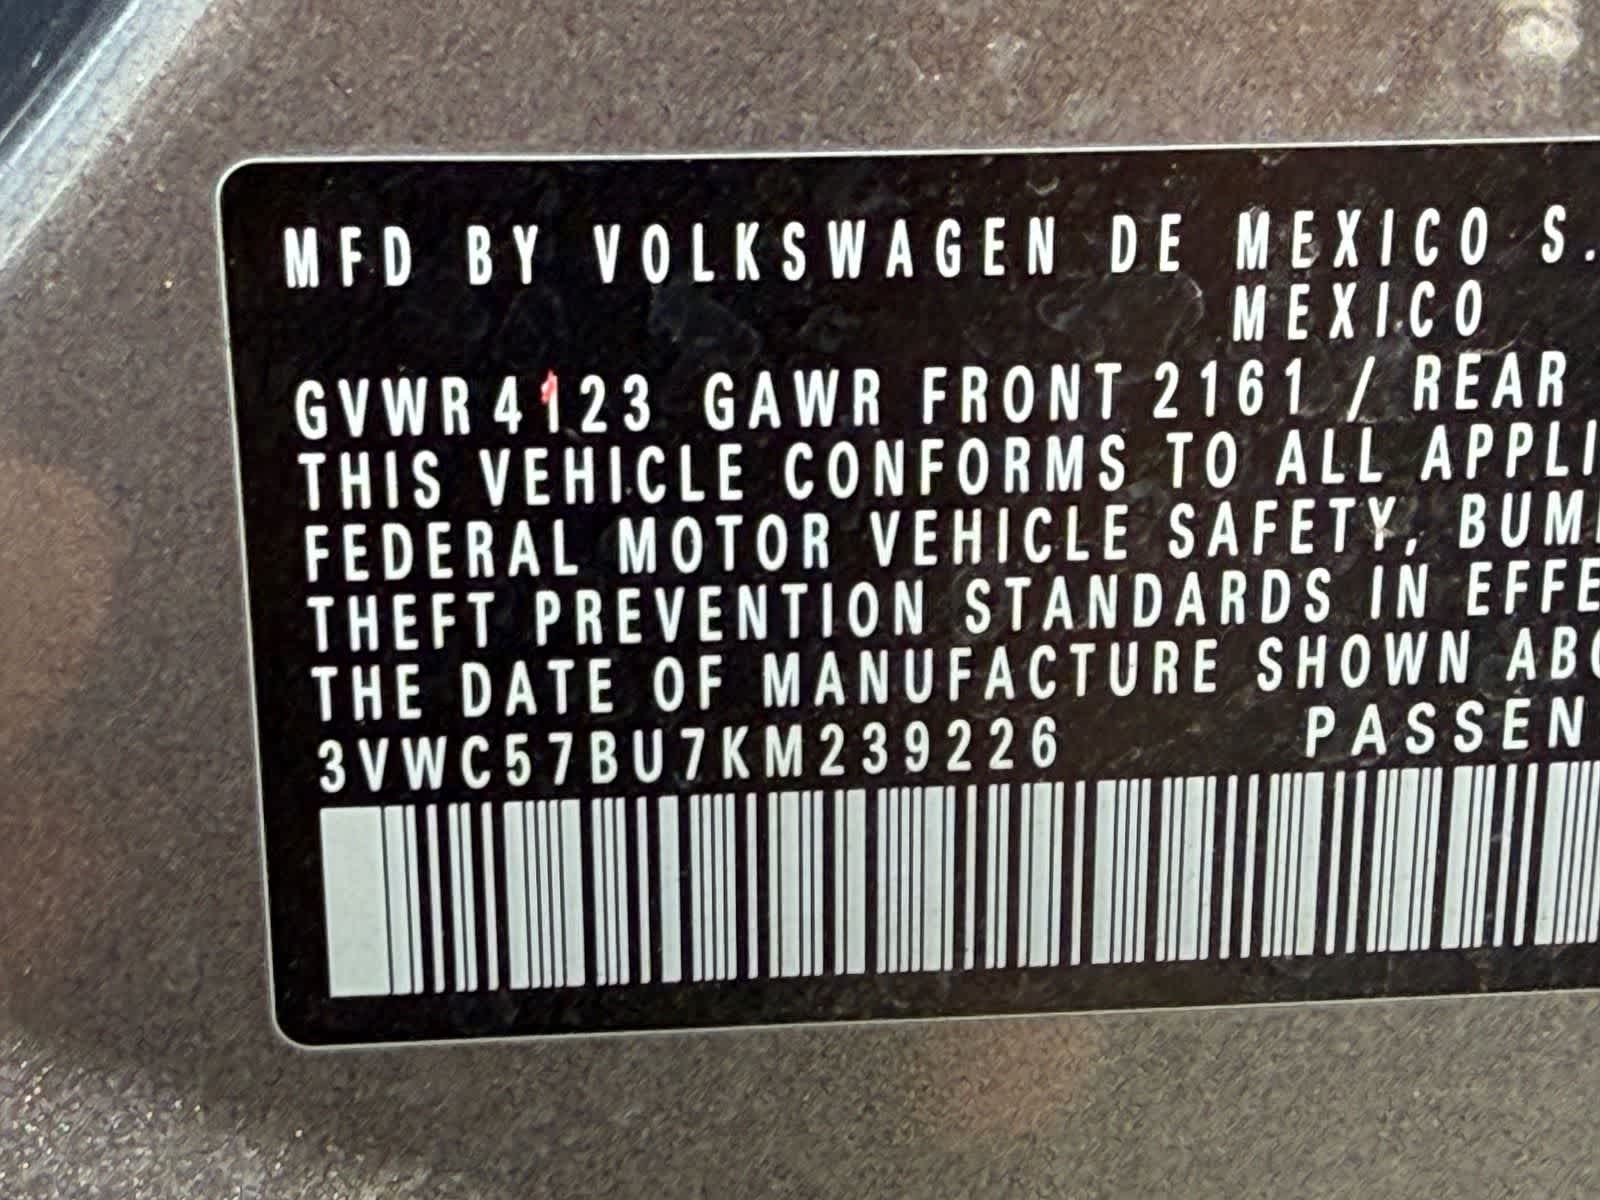 MFD BY VOLKSWAGEN DE MEXICO S.
MEXICO
GVWR 4123 GAWR FRONT 2161 / REAR
THIS VEHICLE CONFORMS TO ALL APPLI
FEDERAL MOTOR VEHICLE SAFETY, BUM
THEFT PREVENTION STANDARDS IN EFFE
THE DATE OF MANUFACTURE SHOWN ABO
3VWC57BU7KM239226 PASSEN